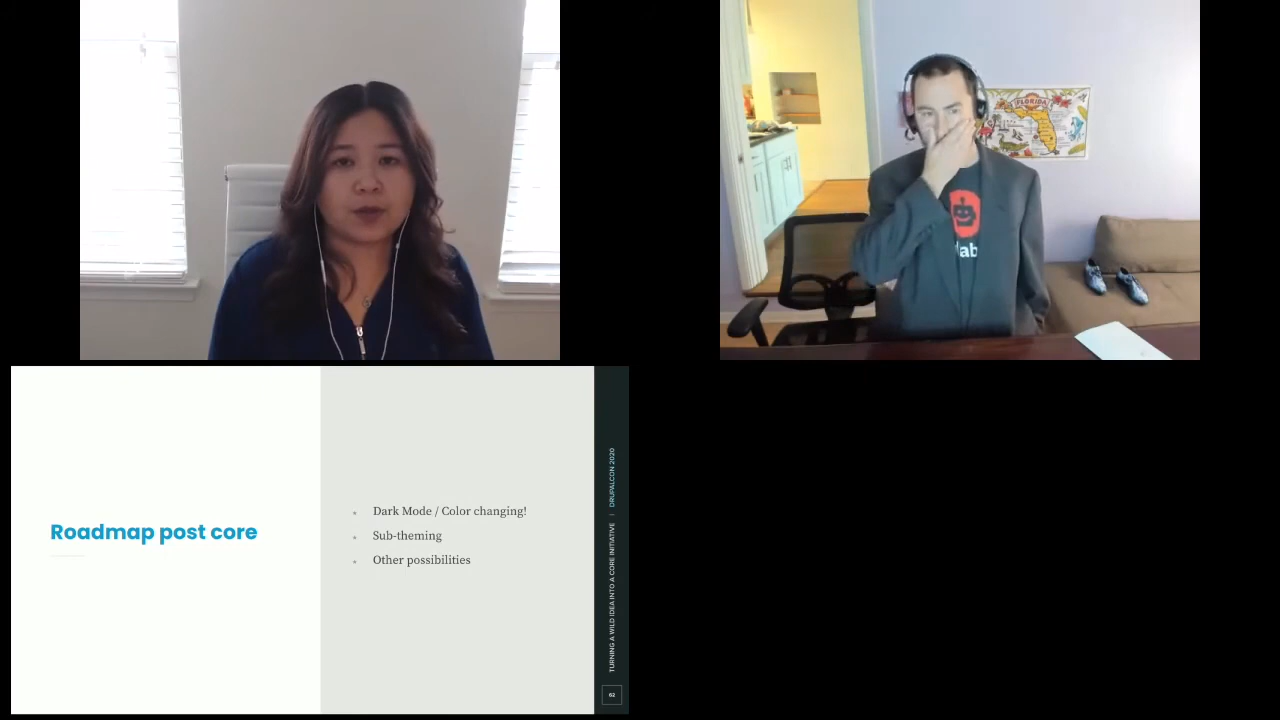 FLORIDA
lab
Roadmap post core
Dark Mode / Color changing!
Sub-theming
Other possibilities
TURNING A WILD IDEA INTO A CORE INITIATIVE | DRUPALCON 2020
62